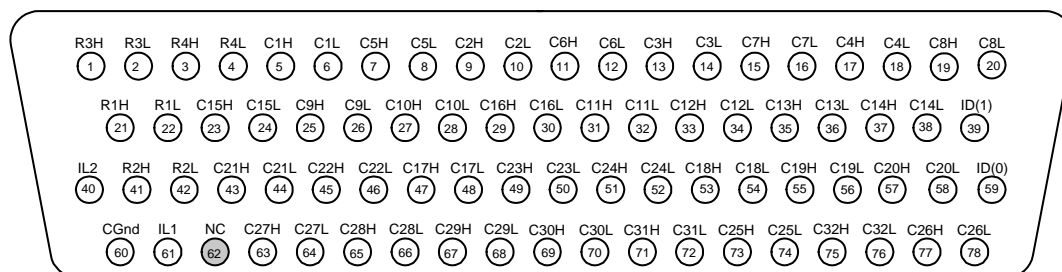 R3H R3L R4H R4L C1H C1L C5H C5L C2H C2L C6H C6L C3H C3L C7H C7L C4H C4L C8H C8L
1 2 3 4 5 6 7 8 9 10 11 12 13 14 15 16 17 18 19 20
R1H R1L C15H C15L C9H C9L C10H C10L C16H C16L C11H C11L C12H C12L C13H C13L C14H C14L ID(1)
21 22 23 24 25 26 27 28 29 30 31 32 33 34 35 36 37 38 39
IL2 R2H R2L C21H C21L C22H C22L C17H C17L C23H C23L C24H C24L C18H C18L C19H C19L C20H C20L ID(0)
40 41 42 43 44 45 46 47 48 49 50 51 52 53 54 55 56 57 58 59
CGnd IL1 NC C27H C27L C28H C28L C29H C29L C30H C30L C31H C31L C25H C25L C32H C32L C26H C26L
60 61 62 63 64 65 66 67 68 69 70 71 72 73 74 75 76 77 78